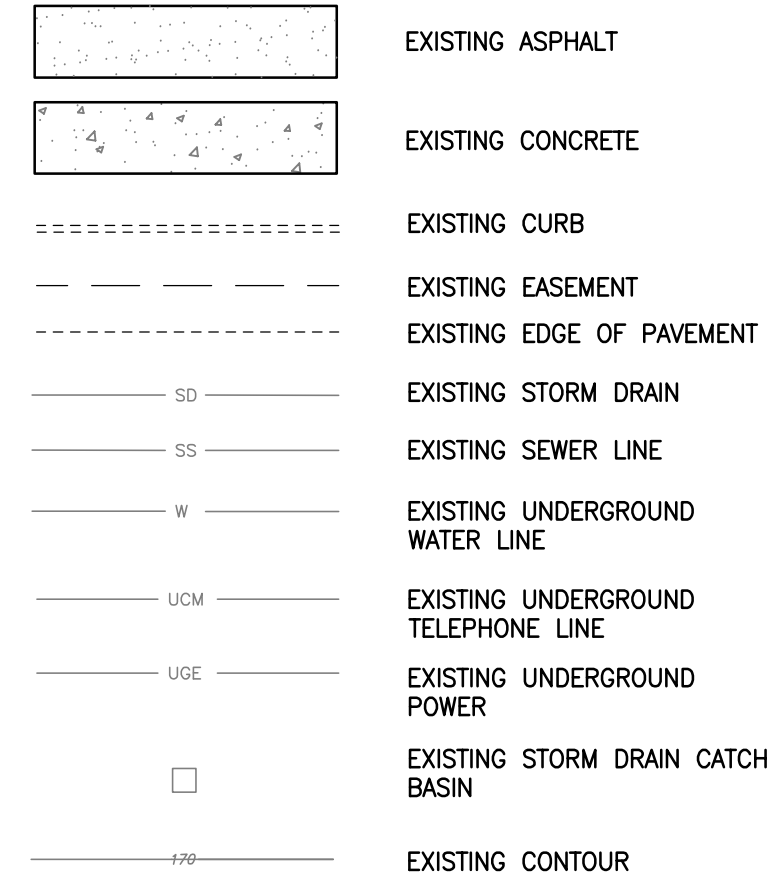 EXISTING ASPHALT
EXISTING CONCRETE
EXISTING CURB
EXISTING EASEMENT
EXISTING EDGE OF PAVEMENT
SD EXISTING STORM DRAIN
SS EXISTING SEWER LINE
W EXISTING UNDERGROUND
WATER LINE
UCM EXISTING UNDERGROUND
TELEPHONE LINE
UGE EXISTING UNDERGROUND
POWER
EXISTING STORM DRAIN CATCH
BASIN
170 EXISTING CONTOUR